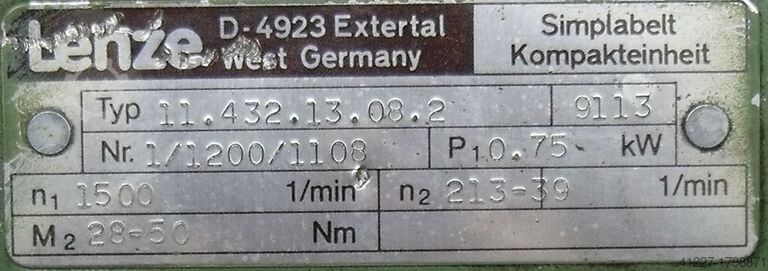 Lenze D-4923 Extertal
West Germany
Simplabelt
Kompakteinheit
Typ 11.432.13.08.2 9113
Nr. 1/1200/1108 P1 0.75 kW
n1 1500 1/min n2 213-39 1/min
M2 28-50 Nm
41227-1798871